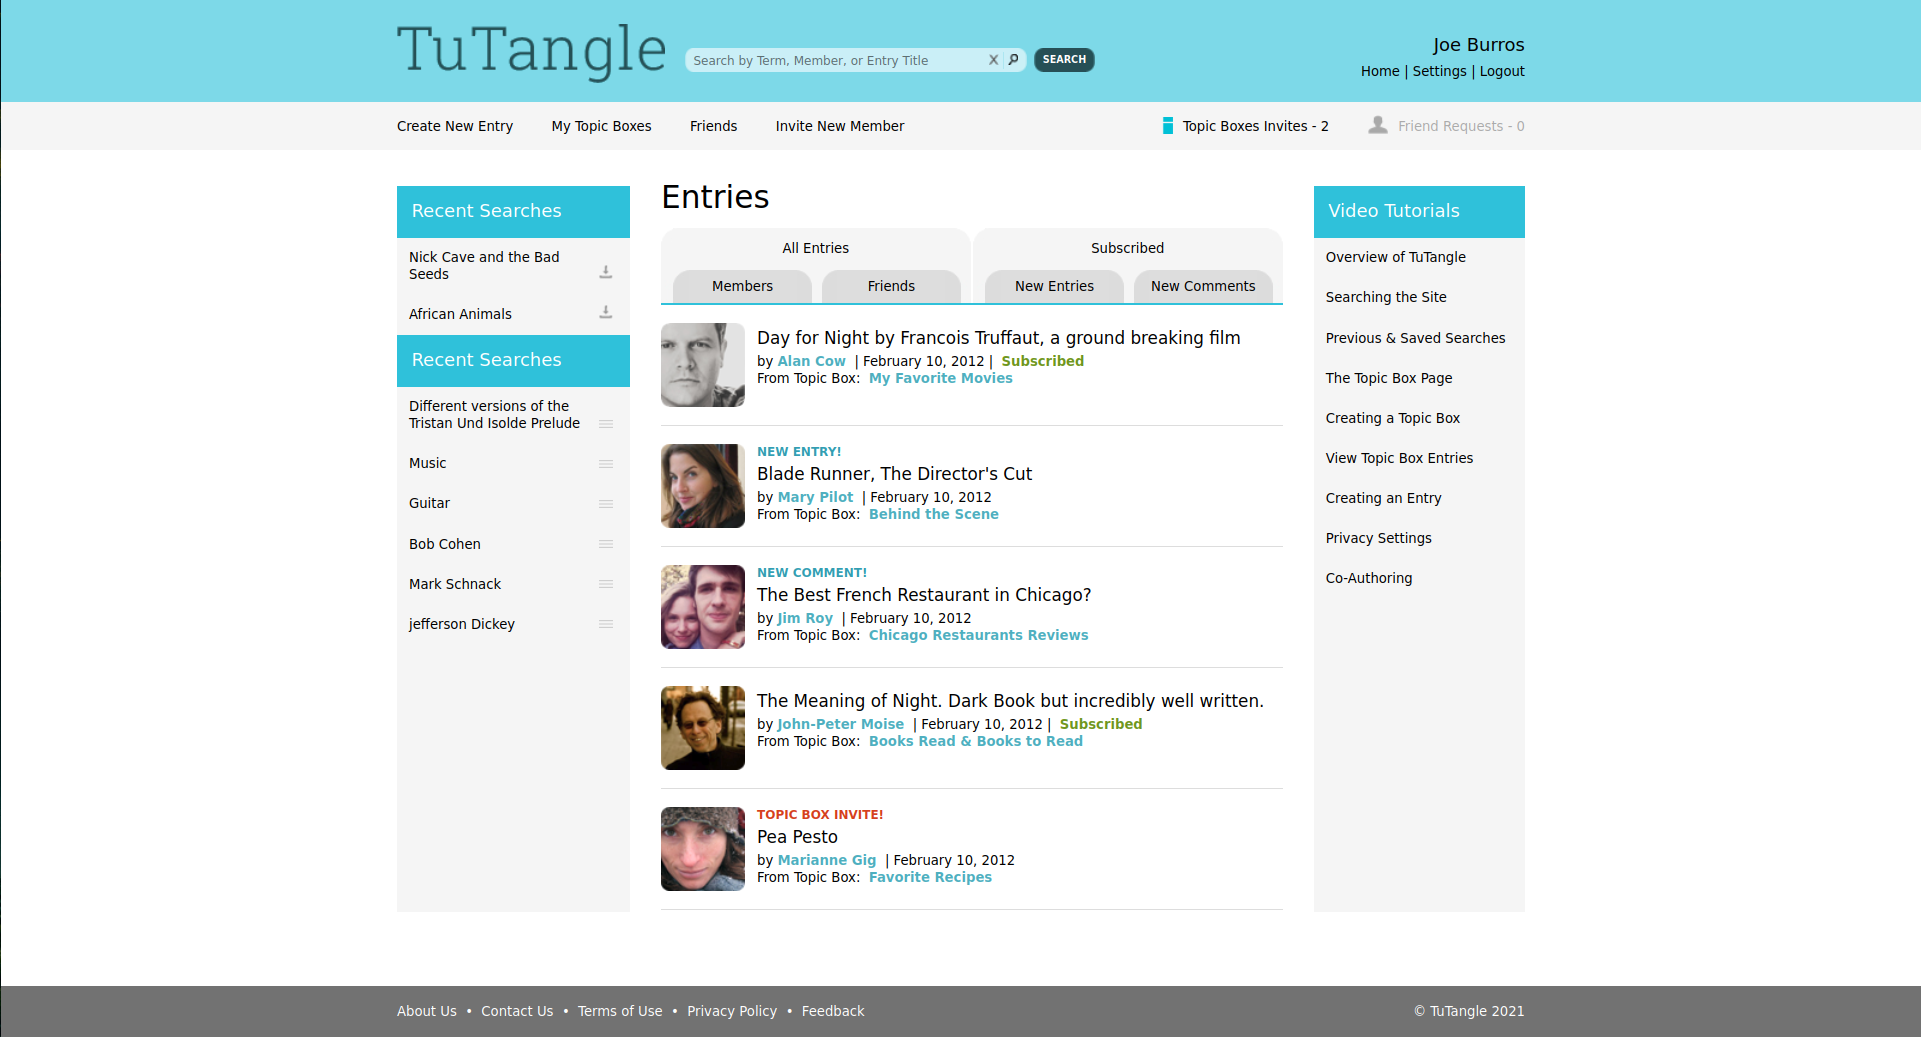 TuTangle
Search by Term, Member, or Entry Title
X
SEARCH
Joe Burros
Home | Settings | Logout
Create New Entry
My Topic Boxes
Friends
Invite New Member
Topic Boxes Invites - 2
Friend Requests - 0
Recent Searches
Nick Cave and the Bad
Seeds
African Animals
Recent Searches
Different versions of the
Tristan Und Isolde Prelude
Music
Guitar
Bob Cohen
Mark Schnack
jefferson Dickey
Entries
All Entries
Subscribed
Members
Friends
New Entries
New Comments
Day for Night by Francois Truffaut, a ground breaking film
by Alan Cow | February 10, 2012 | Subscribed
From Topic Box: My Favorite Movies
NEW ENTRY!
Blade Runner, The Director's Cut
by Mary Pilot | February 10, 2012
From Topic Box: Behind the Scene
NEW COMMENT!
The Best French Restaurant in Chicago?
by Jim Roy | February 10, 2012
From Topic Box: Chicago Restaurants Reviews
The Meaning of Night. Dark Book but incredibly well written.
by John-Peter Moise | February 10, 2012 | Subscribed
From Topic Box: Books Read & Books to Read
TOPIC BOX INVITE!
Pea Pesto
by Marianne Gig | February 10, 2012
From Topic Box: Favorite Recipes
Video Tutorials
Overview of TuTangle
Searching the Site
Previous & Saved Searches
The Topic Box Page
Creating a Topic Box
View Topic Box Entries
Creating an Entry
Privacy Settings
Co-Authoring
About Us • Contact Us • Terms of Use • Privacy Policy • Feedback
© TuTangle 2021